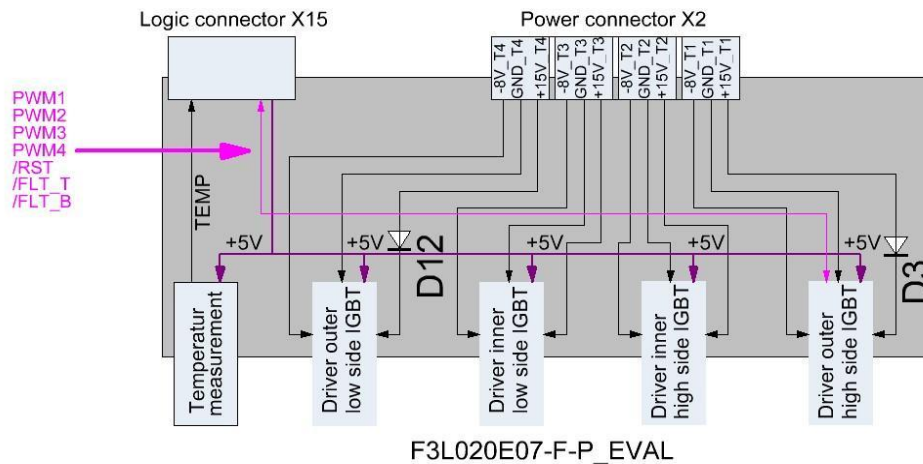 Logic connector X15
Power connector X2
-8V_T4
GND_T4
+15V_T4
-8V_T3
GND_T3
+15V_T3
-8V_T2
GND_T2
+15V_T2
-8V_T1
GND_T1
+15V_T1
PWM1
PWM2
PWM3
PWM4
/RST
/FLT_T
/FLT_B
TEMP
+5V
+5V
D12
+5V
+5V
+5V
D3
Temperatur
measurement
Driver outer
low side IGBT
Driver inner
low side IGBT
Driver inner
high side IGBT
Driver outer
high side IGBT
F3L020E07-F-P_EVAL